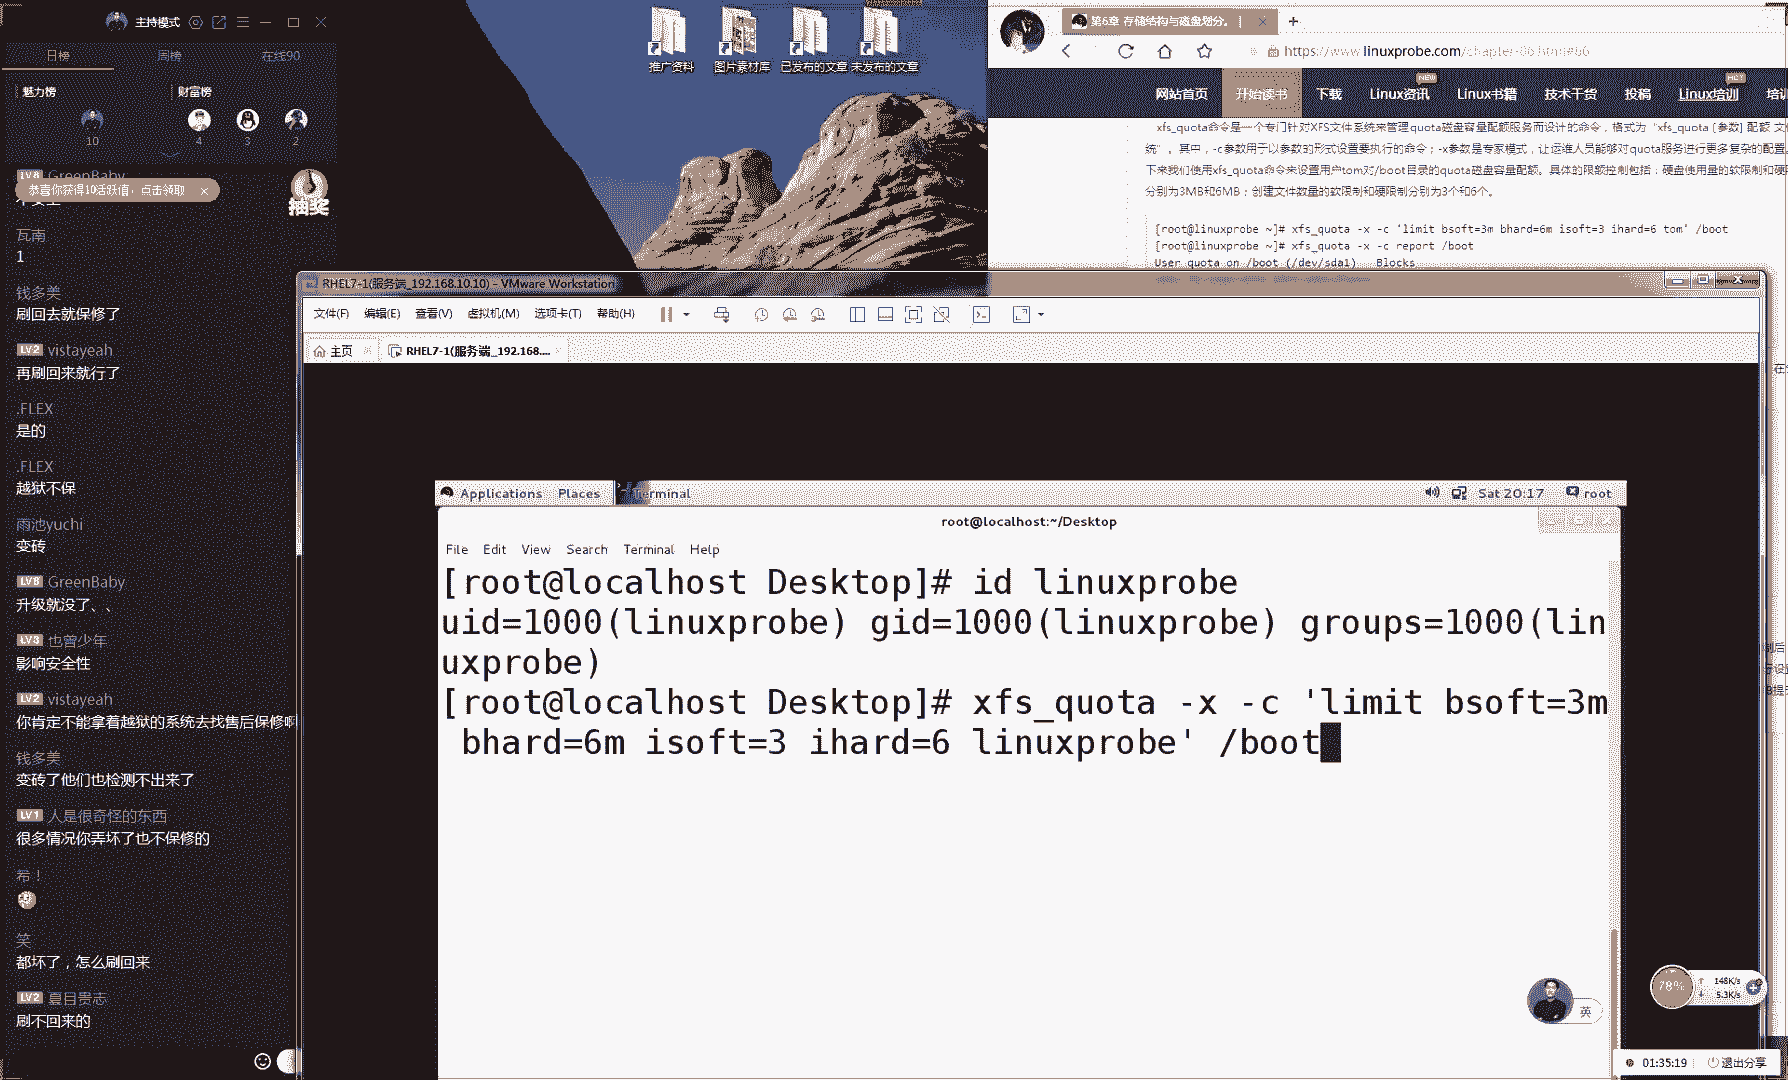 主持模式
日榜 周榜 在线90
魅力榜 财富榜
10 4 3 2
LV8 GreenBaby
恭喜你获得10活跃值，点击领取
抽奖
瓦南
1
钱多美
刷回去就保修了
LV2 vistayeah
再刷回来就行了
.FLEX
是的
.FLEX
越狱不保
雨池yuchi
变砖
LV8 GreenBaby
升级就没了、、
LV3 也曾少年
影响安全性
LV2 vistayeah
你肯定不能拿着越狱的系统去找售后保修啊
钱多美
变砖了他们也检测不出来了
LV1 人是很奇怪的东西
很多情况你弄坏了也不保修的
希！
笑
都坏了，怎么刷回来
LV2 夏目贵志
刷不回来的
推广资料 图片素材库 已发布的文章 未发布的文章
第6章 存储结构与磁盘划分。 |
https://www.linuxprobe.com/chapter-06.html#66
网站首页 开始读书 下载 Linux资讯 Linux书籍 技术干货 投稿 Linux培训 培训
NEW HOT
xfs_quota命令是一个专门针对XFS文件系统来管理quota磁盘容量配额服务而设计的命令，格式为“xfs_quota [参数] 配额 文件
统”。其中，-c参数用于以参数的形式设置要执行的命令；-x参数是专家模式，让运维人员能够对quota服务进行更多复杂的配置。
下来我们使用xfs_quota命令来设置用户tom对/boot目录的quota磁盘容量配额。具体的限额控制包括：硬盘使用量的软限制和硬
分别为3MB和6MB；创建文件数量的软限制和硬限制分别为3个和6个。
[root@linuxprobe ~]# xfs_quota -x -c 'limit bsoft=3m bhard=6m isoft=3 ihard=6 tom' /boot
[root@linuxprobe ~]# xfs_quota -x -c report /boot
User quota on /boot (/dev/sda1) Blocks
RHEL7-1(服务端_192.168.10.10) - VMware Workstation
文件(F) 编辑(E) 查看(V) 虚拟机(M) 选项卡(T) 帮助(H)
主页 RHEL7-1(服务端_192.168....
Applications Places Terminal Sat 20:17 root
root@localhost:~/Desktop
File Edit View Search Terminal Help
[root@localhost Desktop]# id linuxprobe
uid=1000(linuxprobe) gid=1000(linuxprobe) groups=1000(lin
uxprobe)
[root@localhost Desktop]# xfs_quota -x -c 'limit bsoft=3m
bhard=6m isoft=3 ihard=6 linuxprobe' /boot
英
78% 148K/s
5.3K/s
01:35:19 退出分享